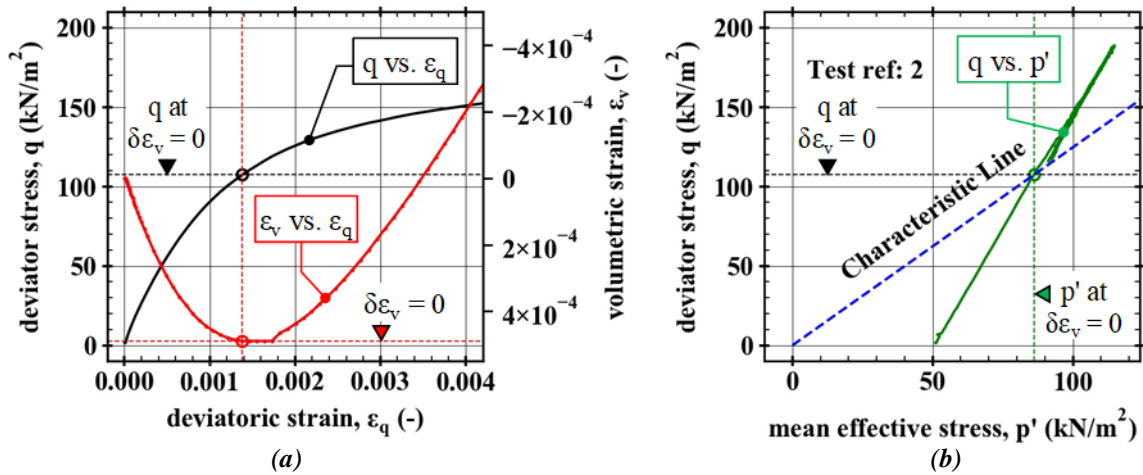 200
150
100
50
0
deviator stress, q (kN/m²)
q vs. εq
q at
δεv = 0
εv vs. εq
δεv = 0
−4×10⁻⁴
−2×10⁻⁴
0
2×10⁻⁴
4×10⁻⁴
volumetric strain, εv (-)
0.000 0.001 0.002 0.003 0.004
deviatoric strain, εq (-)
(a)
200
150
100
50
0
deviator stress, q (kN/m²)
Test ref: 2
q vs. p'
q at
δεv = 0
Characteristic Line
p' at
δεv = 0
0 50 100
mean effective stress, p' (kN/m²)
(b)